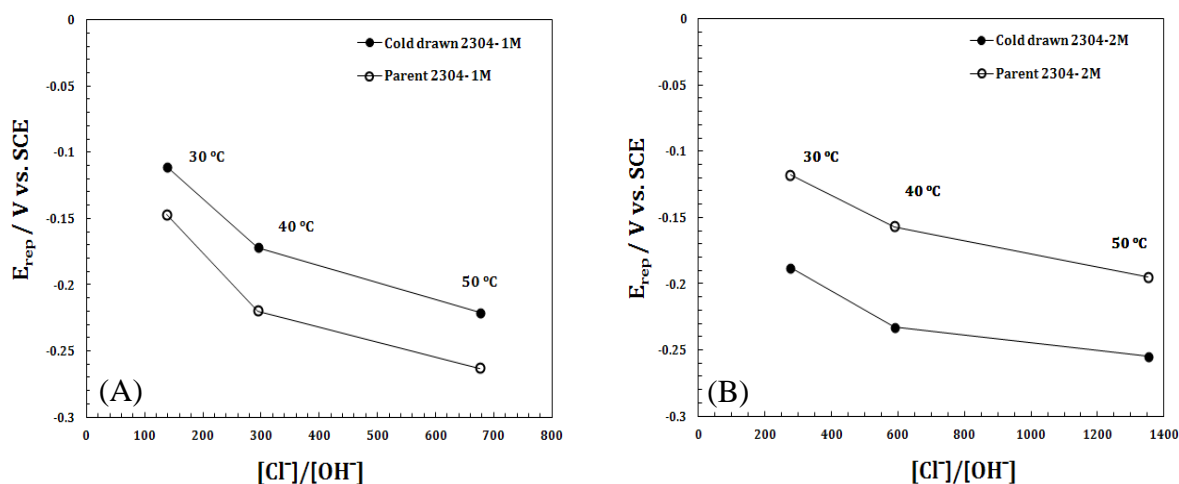 0
-0.05
-0.1
-0.15
-0.2
-0.25
-0.3
E_rep / V vs. SCE
Cold drawn 2304- 1M
Parent 2304- 1M
30 ºC
40 ºC
50 ºC
(A)
0 100 200 300 400 500 600 700 800
[Cl⁻]/[OH⁻]
0
-0.05
-0.1
-0.15
-0.2
-0.25
-0.3
E_rep / V vs. SCE
Cold drawn 2304-2M
Parent 2304-2M
30 ºC
40 ºC
50 ºC
(B)
0 200 400 600 800 1000 1200 1400
[Cl⁻]/[OH⁻]